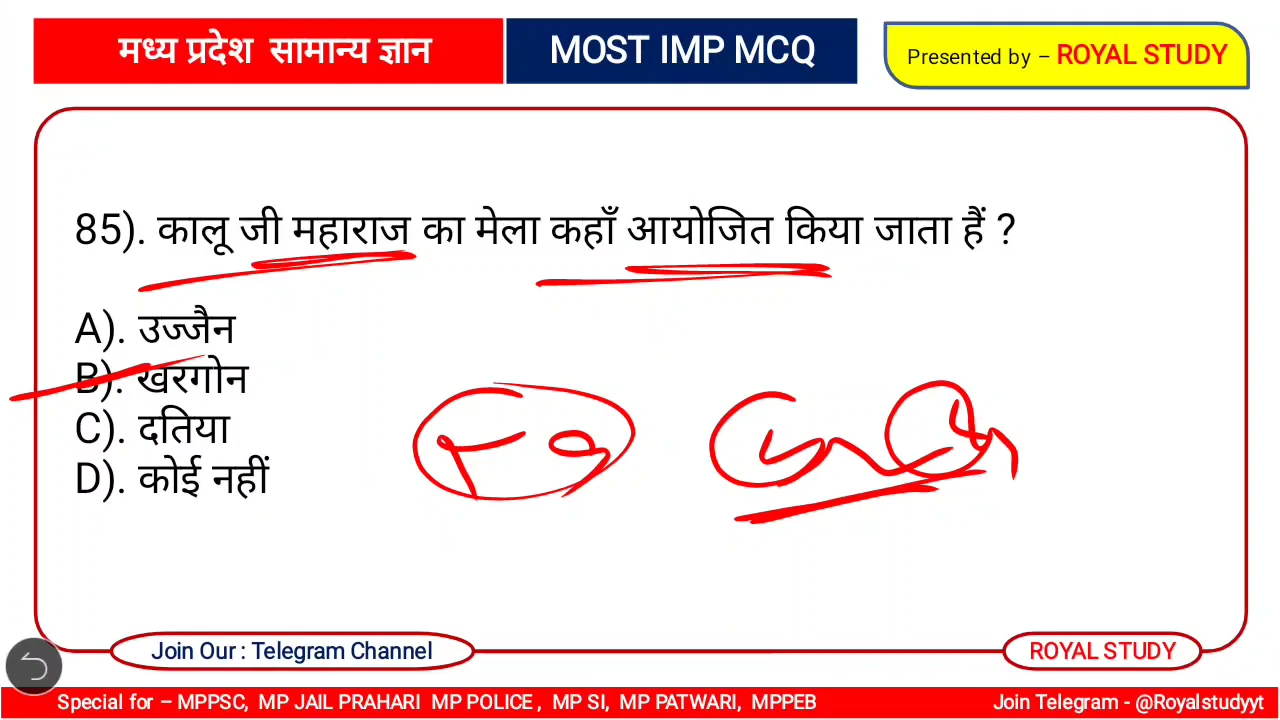 मध्य प्रदेश सामान्य ज्ञान
MOST IMP MCQ
Presented by – ROYAL STUDY
85). कालू जी महाराज का मेला कहाँ आयोजित किया जाता हैं ?
A). उज्जैन
B). खरगोन
C). दतिया
D). कोई नहीं
Join Our : Telegram Channel
ROYAL STUDY
Special for – MPPSC, MP JAIL PRAHARI MP POLICE , MP SI, MP PATWARI, MPPEB
Join Telegram - @Royalstudyyt